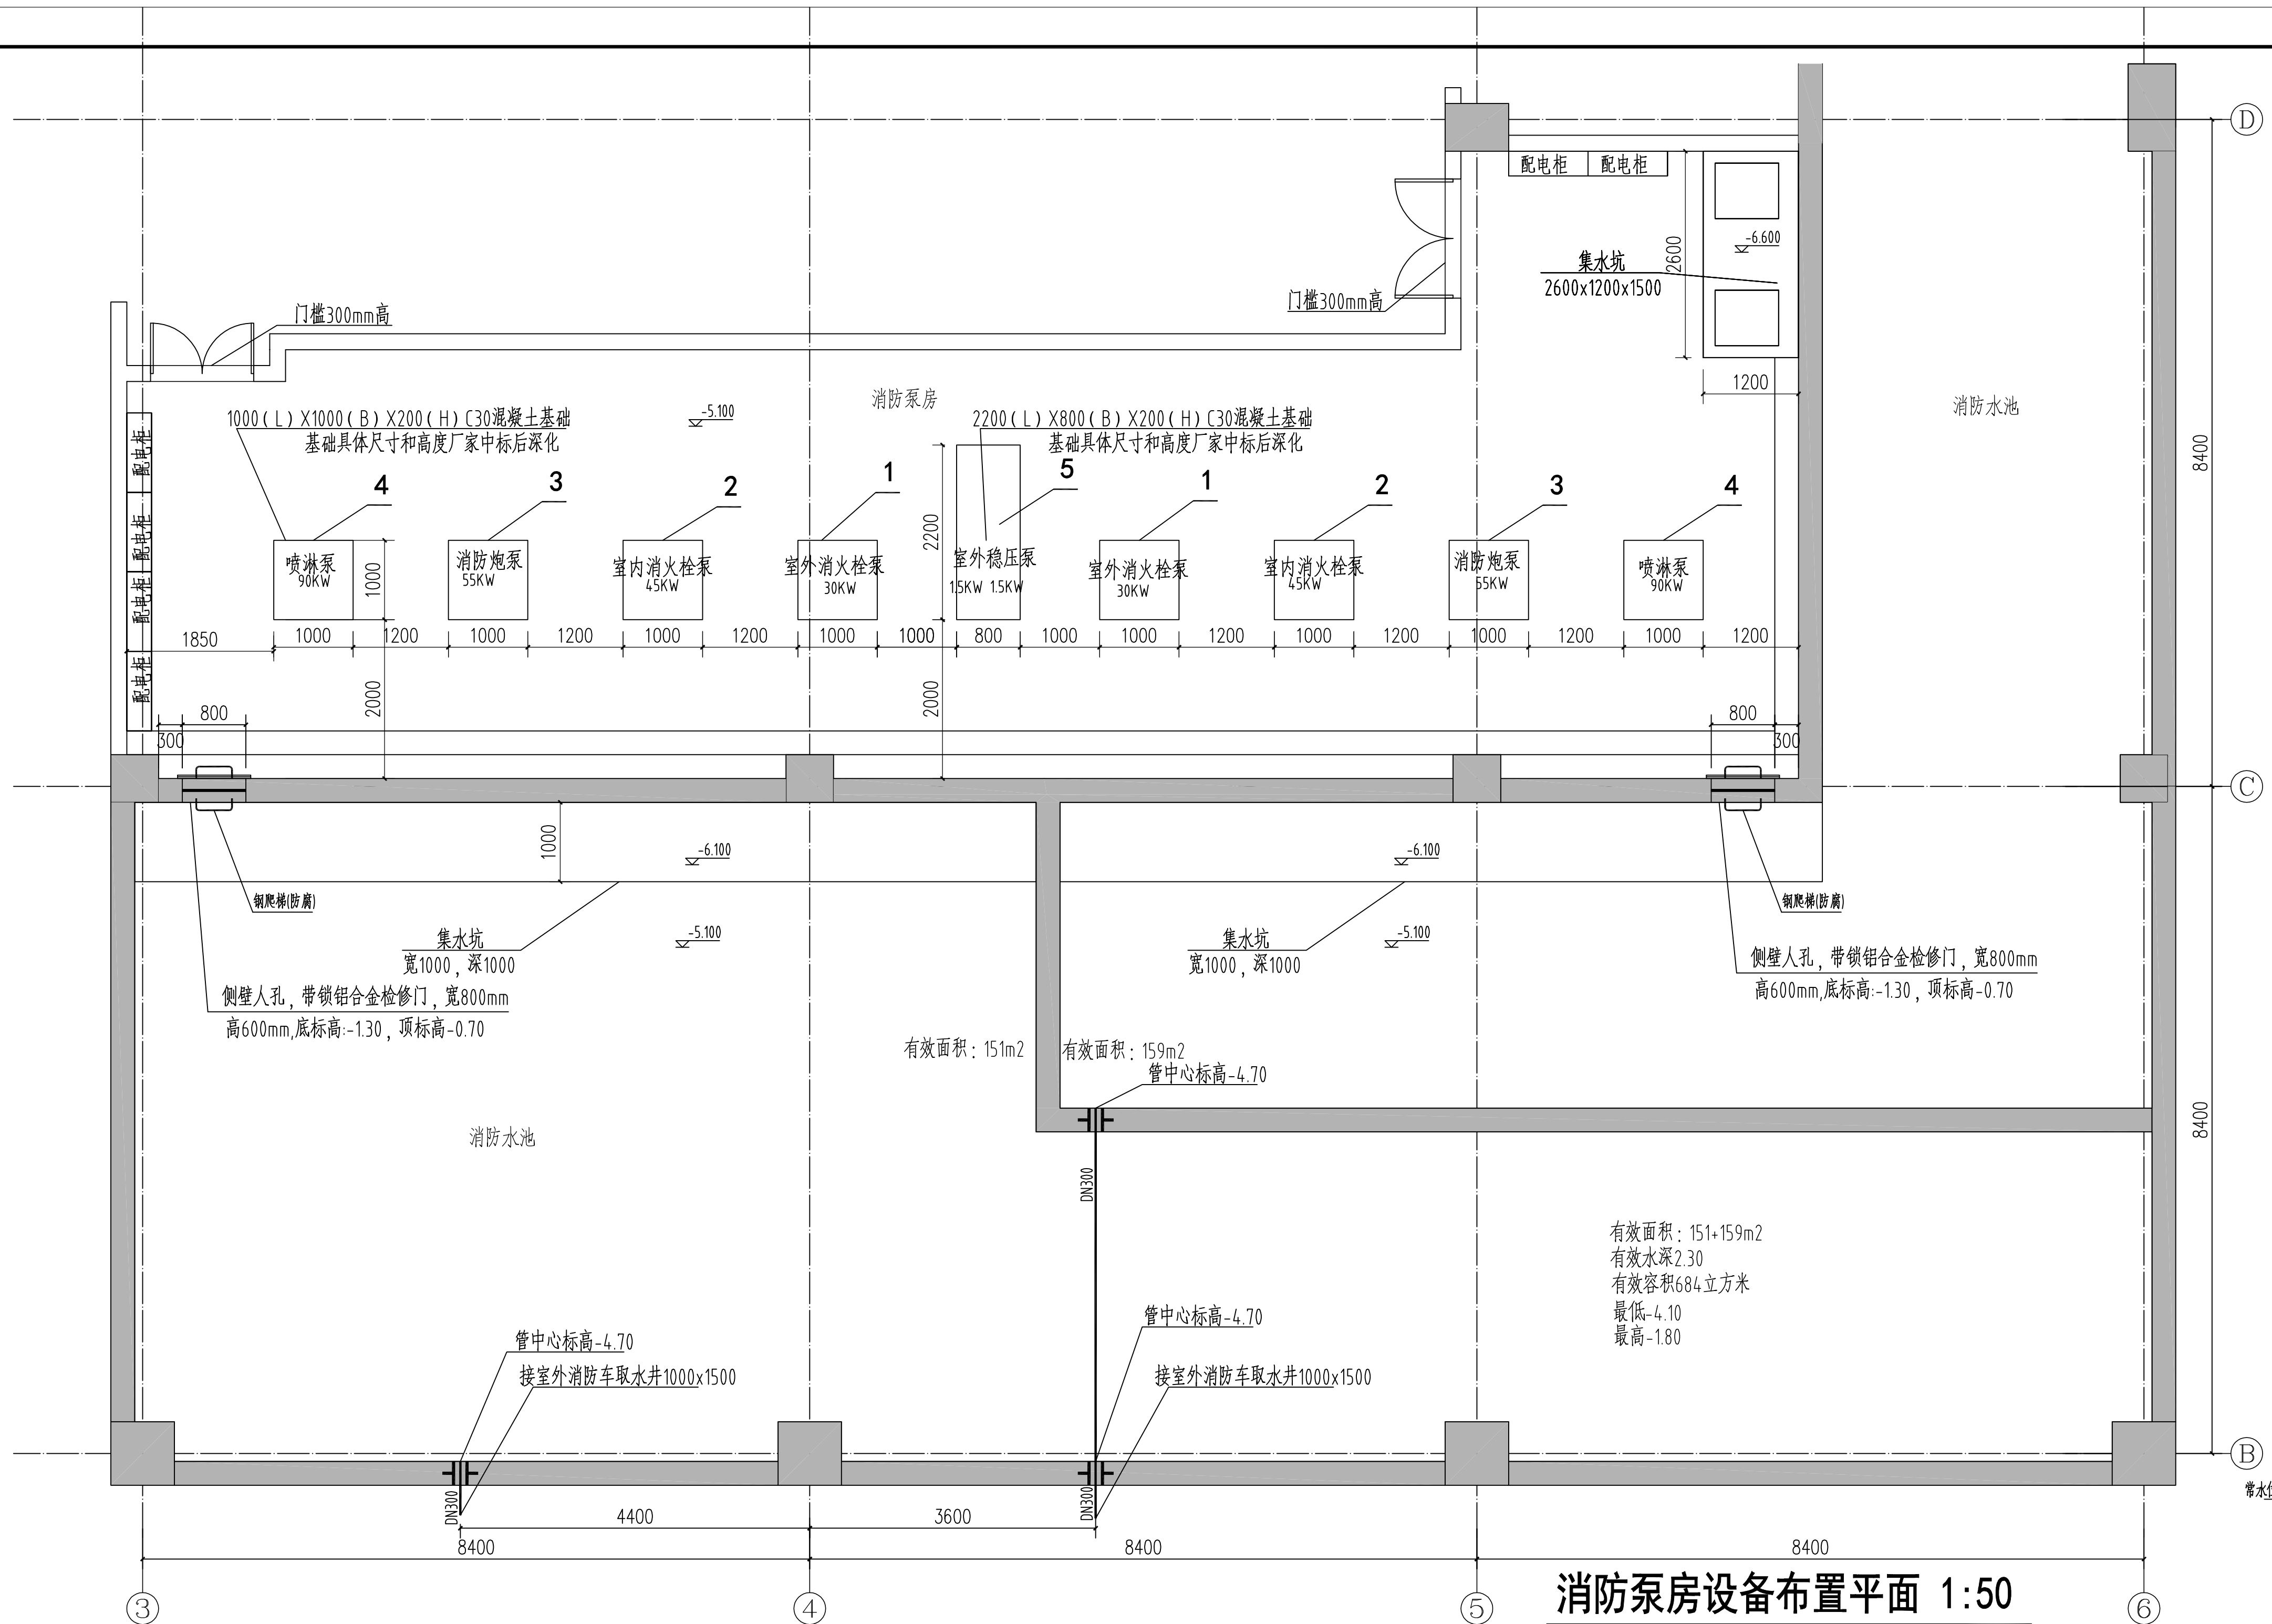 D
配电柜 配电柜
-6.600
2600
集水坑
2600x1200x1500
门槛300mm高
门槛300mm高
1200
消防泵房
消防水池
-5.100
1000(L)X1000(B)X200(H)C30混凝土基础
基础具体尺寸和高度厂家中标后深化
2200(L)X800(B)X200(H)C30混凝土基础
基础具体尺寸和高度厂家中标后深化
8400
配电柜
配电柜
配电柜
配电柜
4
3
2
1
5
1
2
3
4
喷淋泵
90KW
消防炮泵
55KW
室内消火栓泵
45KW
室外消火栓泵
30KW
室外稳压泵
1.5KW 1.5KW
室外消火栓泵
30KW
室内消火栓泵
45KW
消防炮泵
55KW
喷淋泵
90KW
1000
2200
1850 1000 1200 1000 1200 1000 1200 1000 1000 800 1000 1000 1200 1000 1200 1000 1200 1000 1200
2000
2000
800
300
800
300
C
1000
-6.100
-6.100
钢爬梯(防腐)
钢爬梯(防腐)
-5.100
-5.100
集水坑
宽1000，深1000
集水坑
宽1000，深1000
侧壁人孔，带锁铝合金检修门，宽800mm
高600mm,底标高:-1.30，顶标高-0.70
侧壁人孔，带锁铝合金检修门，宽800mm
高600mm,底标高:-1.30，顶标高-0.70
有效面积：151m2
有效面积：159m2
管中心标高-4.70
消防水池
8400
DN300
有效面积：151+159m2
有效水深2.30
有效容积684立方米
最低-4.10
最高-1.80
管中心标高-4.70
接室外消防车取水井1000x1500
管中心标高-4.70
接室外消防车取水井1000x1500
B
常水位
DN300
DN300
4400 3600
8400 8400 8400
消防泵房设备布置平面 1:50
3 4 5 6